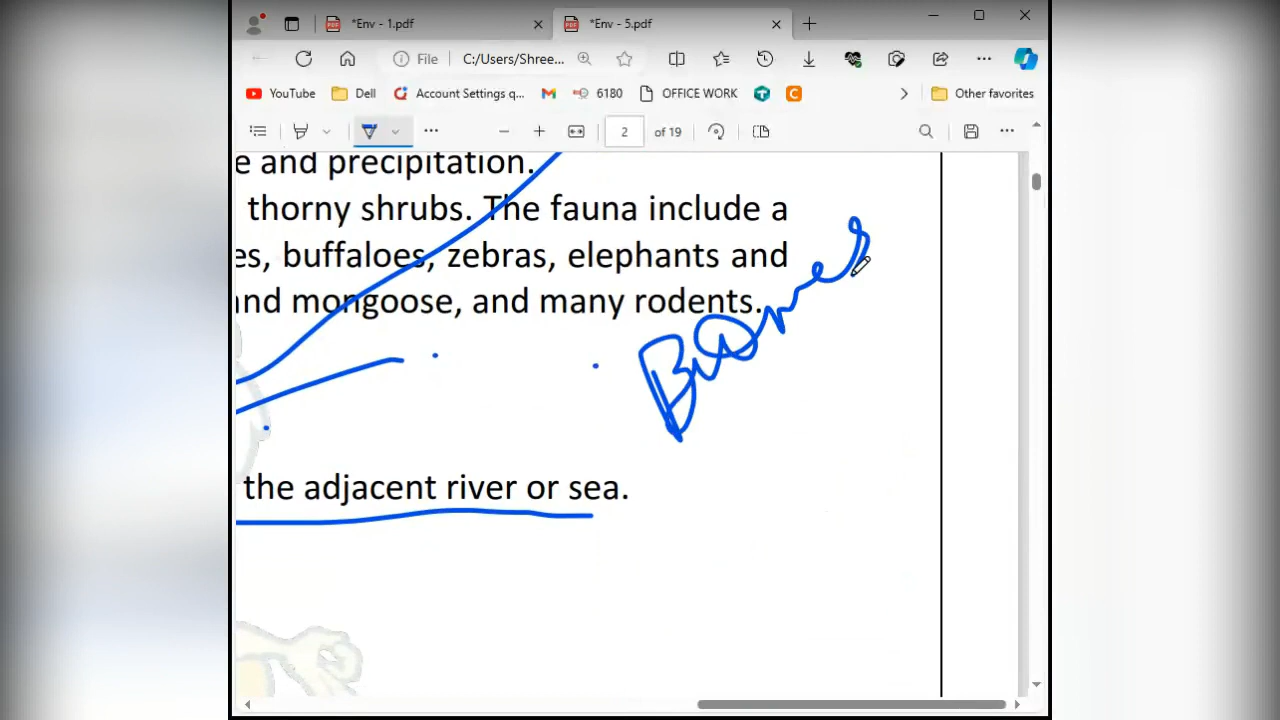 *Env - 1.pdf
*Env - 5.pdf
File
C:/Users/Shree...
YouTube
Dell
Account Settings q...
6180
OFFICE WORK
Other favorites
2 of 19
e and precipitation.
thorny shrubs. The fauna include a
es, buffaloes, zebras, elephants and
and mongoose, and many rodents.
Biomes
the adjacent river or sea.